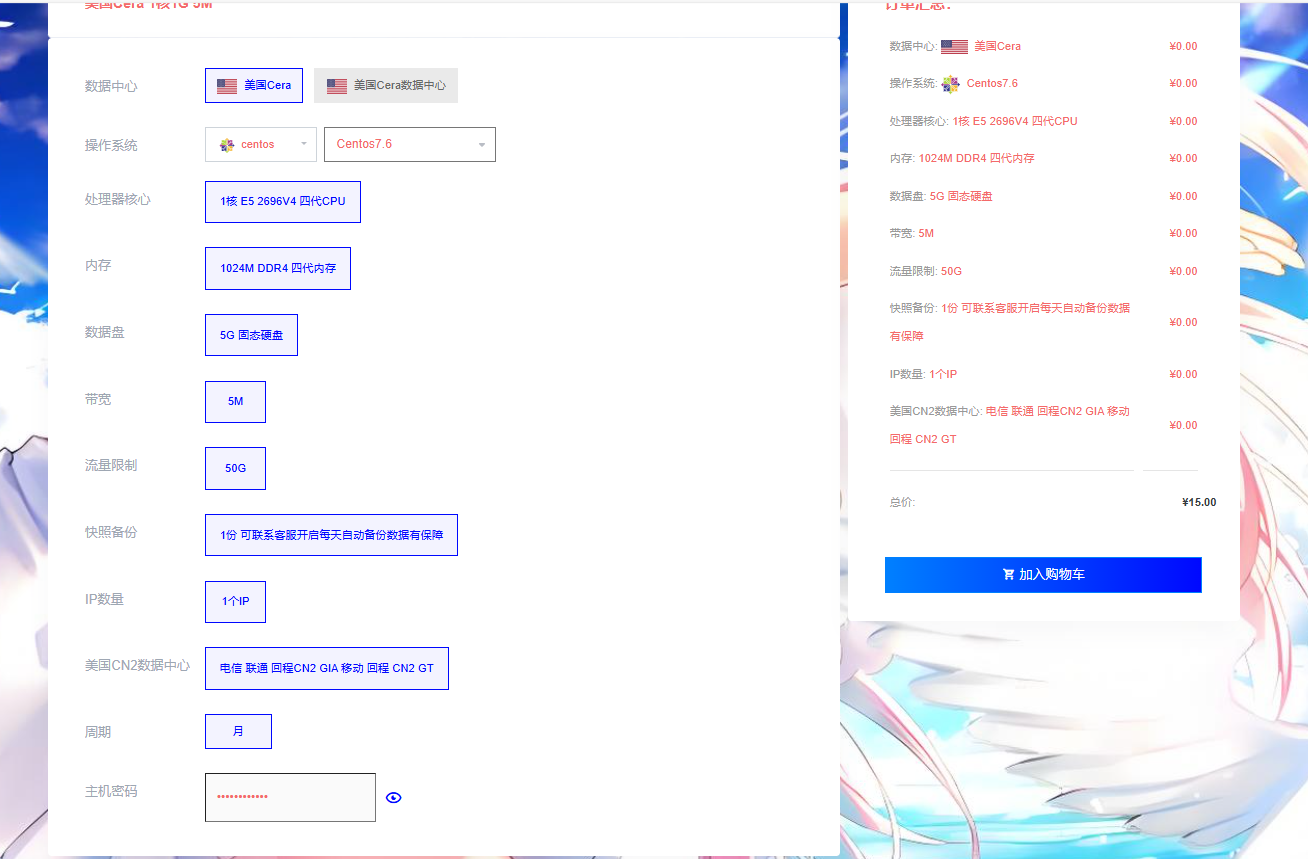 美国Cera 1核1G 5M
数据中心
美国Cera
美国Cera数据中心
操作系统
centos
Centos7.6
处理器核心
1核 E5 2696V4 四代CPU
内存
1024M DDR4 四代内存
数据盘
5G 固态硬盘
带宽
5M
流量限制
50G
快照备份
1份 可联系客服开启每天自动备份数据有保障
IP数量
1个IP
美国CN2数据中心
电信 联通 回程CN2 GIA 移动 回程 CN2 GT
周期
月
主机密码
••••••••••••
订单汇总：
数据中心: 美国Cera ¥0.00
操作系统: Centos7.6 ¥0.00
处理器核心: 1核 E5 2696V4 四代CPU ¥0.00
内存: 1024M DDR4 四代内存 ¥0.00
数据盘: 5G 固态硬盘 ¥0.00
带宽: 5M ¥0.00
流量限制: 50G ¥0.00
快照备份: 1份 可联系客服开启每天自动备份数据
有保障 ¥0.00
IP数量: 1个IP ¥0.00
美国CN2数据中心: 电信 联通 回程CN2 GIA 移动
回程 CN2 GT ¥0.00
总价: ¥15.00
加入购物车